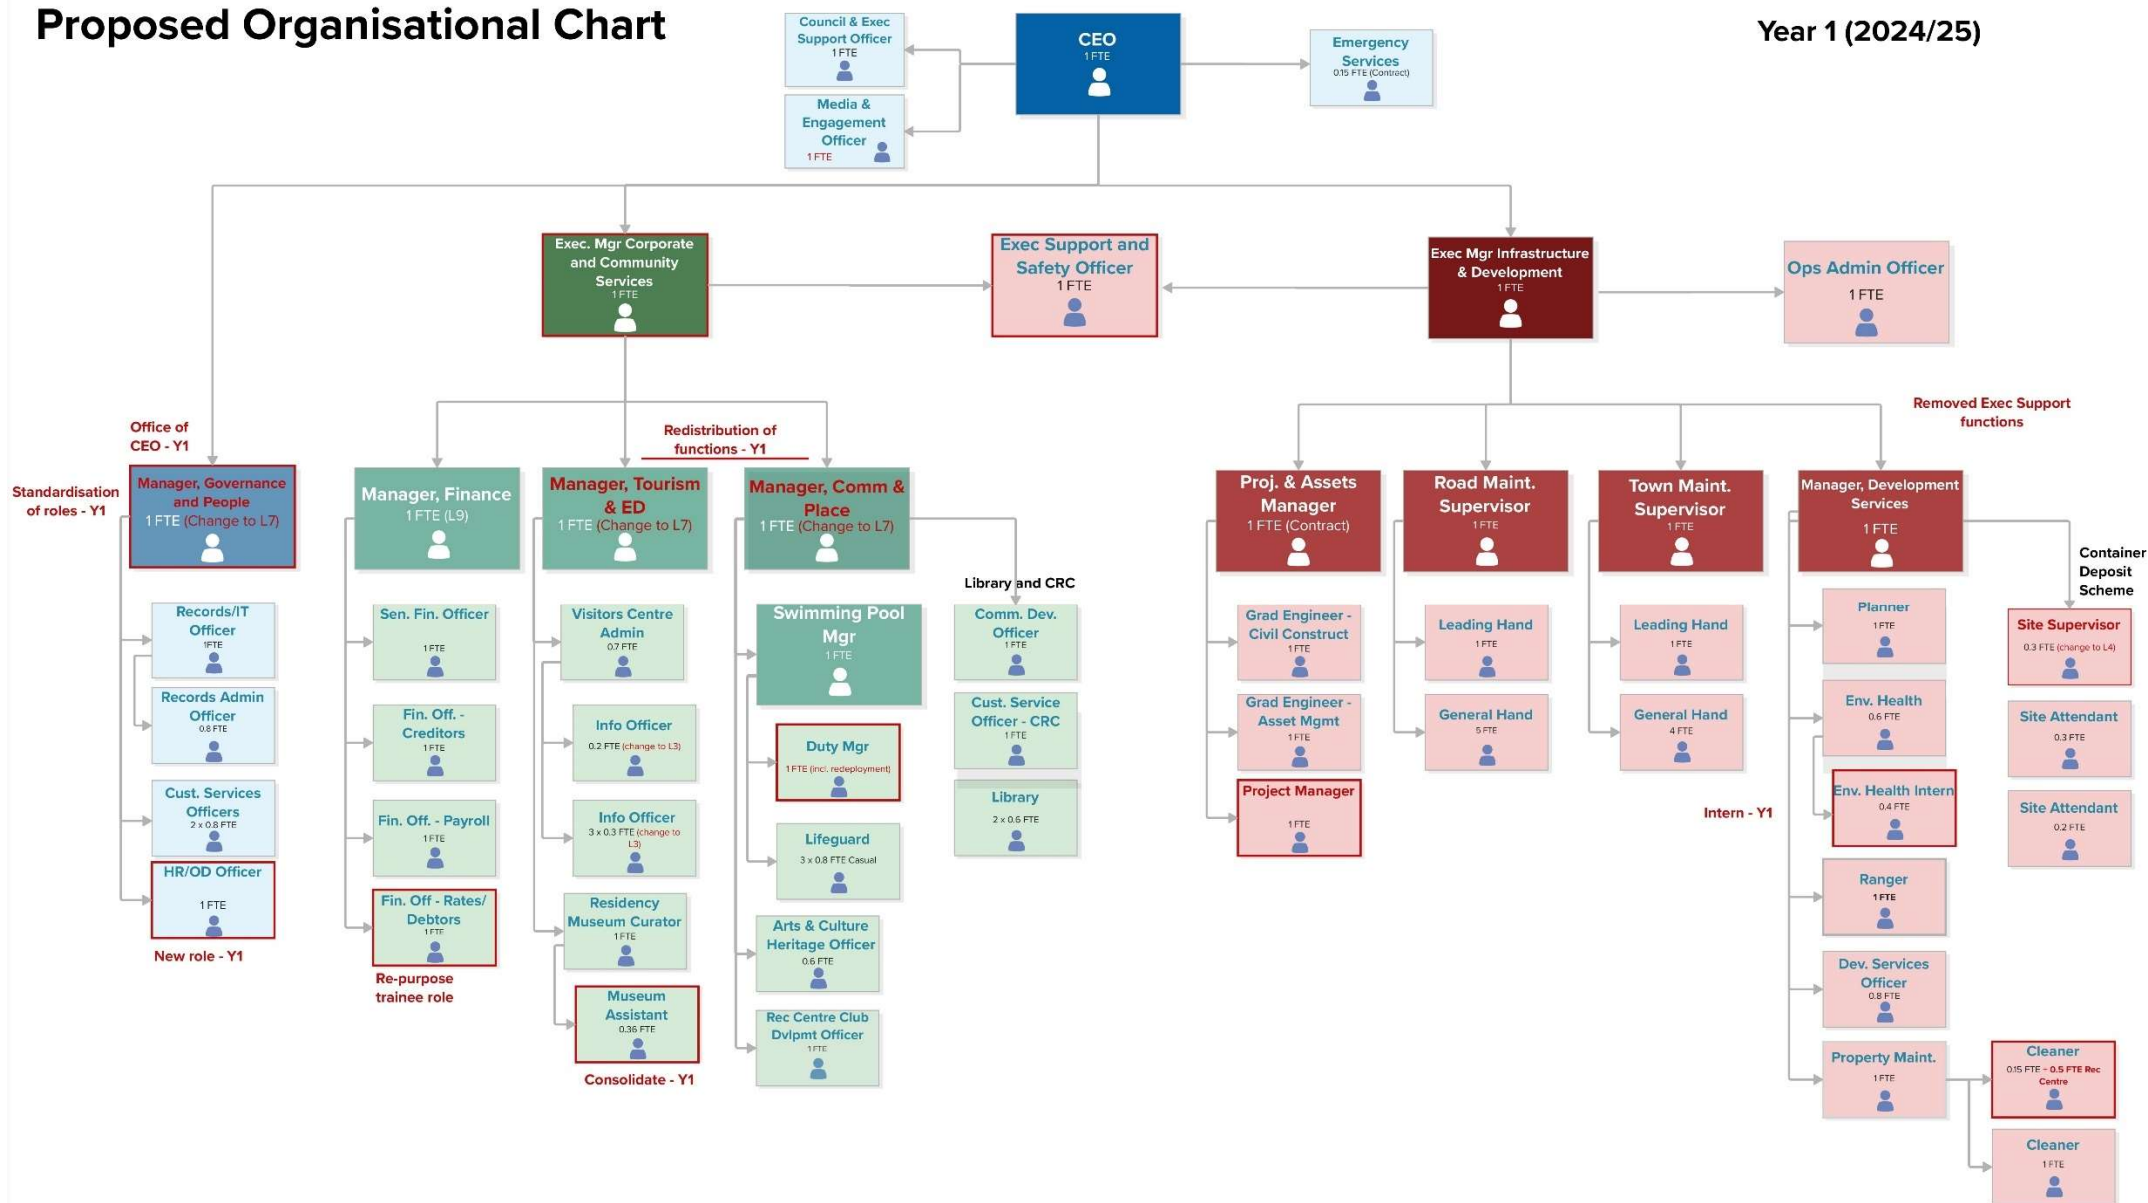 Proposed Organisational Chart
Year 1 (2024/25)
Council & Exec
Support Officer
1 FTE
Media &
Engagement
Officer
1 FTE
CEO
1 FTE
Emergency
Services
0.15 FTE (Contract)
Exec. Mgr Corporate
and Community
Services
1 FTE
Exec Support and
Safety Officer
1 FTE
Exec Mgr Infrastructure
& Development
1 FTE
Ops Admin Officer
1 FTE
Office of
CEO - Y1
Standardisation
of roles - Y1
Redistribution of
functions - Y1
Removed Exec Support
functions
Manager, Governance
and People
1 FTE (Change to L7)
Records/IT
Officer
1FTE
Records Admin
Officer
0.8 FTE
Cust. Services
Officers
2 x 0.8 FTE
HR/OD Officer
1 FTE
New role - Y1
Manager, Finance
1 FTE (L9)
Sen. Fin. Officer
1 FTE
Fin. Off. -
Creditors
1 FTE
Fin. Off. - Payroll
1 FTE
Fin. Off - Rates/
Debtors
1 FTE
Re-purpose
trainee role
Manager, Tourism
& ED
1 FTE (Change to L7)
Visitors Centre
Admin
0.7 FTE
Info Officer
0.2 FTE (change to L3)
Info Officer
3 x 0.3 FTE (change to
L3)
Residency
Museum Curator
1 FTE
Museum
Assistant
0.36 FTE
Consolidate - Y1
Manager, Comm &
Place
1 FTE (Change to L7)
Swimming Pool
Mgr
1 FTE
Duty Mgr
1 FTE (incl. redeployment)
Lifeguard
3 x 0.8 FTE Casual
Arts & Culture
Heritage Officer
0.6 FTE
Rec Centre Club
Dvlpmt Officer
1 FTE
Library and CRC
Comm. Dev.
Officer
1 FTE
Cust. Service
Officer - CRC
1 FTE
Library
2 x 0.6 FTE
Proj. & Assets
Manager
1 FTE (Contract)
Grad Engineer -
Civil Construct
1 FTE
Grad Engineer -
Asset Mgmt
1 FTE
Project Manager
1 FTE
Road Maint.
Supervisor
1 FTE
Leading Hand
1 FTE
General Hand
5 FTE
Town Maint.
Supervisor
1 FTE
Leading Hand
1 FTE
General Hand
4 FTE
Manager, Development
Services
1 FTE
Planner
1 FTE
Env. Health
0.6 FTE
Intern - Y1
Env. Health Intern
0.4 FTE
Ranger
1 FTE
Dev. Services
Officer
0.8 FTE
Property Maint.
1 FTE
Container
Deposit
Scheme
Site Supervisor
0.3 FTE (change to L4)
Site Attendant
0.3 FTE
Site Attendant
0.2 FTE
Cleaner
0.15 FTE - 0.5 FTE Rec
Centre
Cleaner
1 FTE